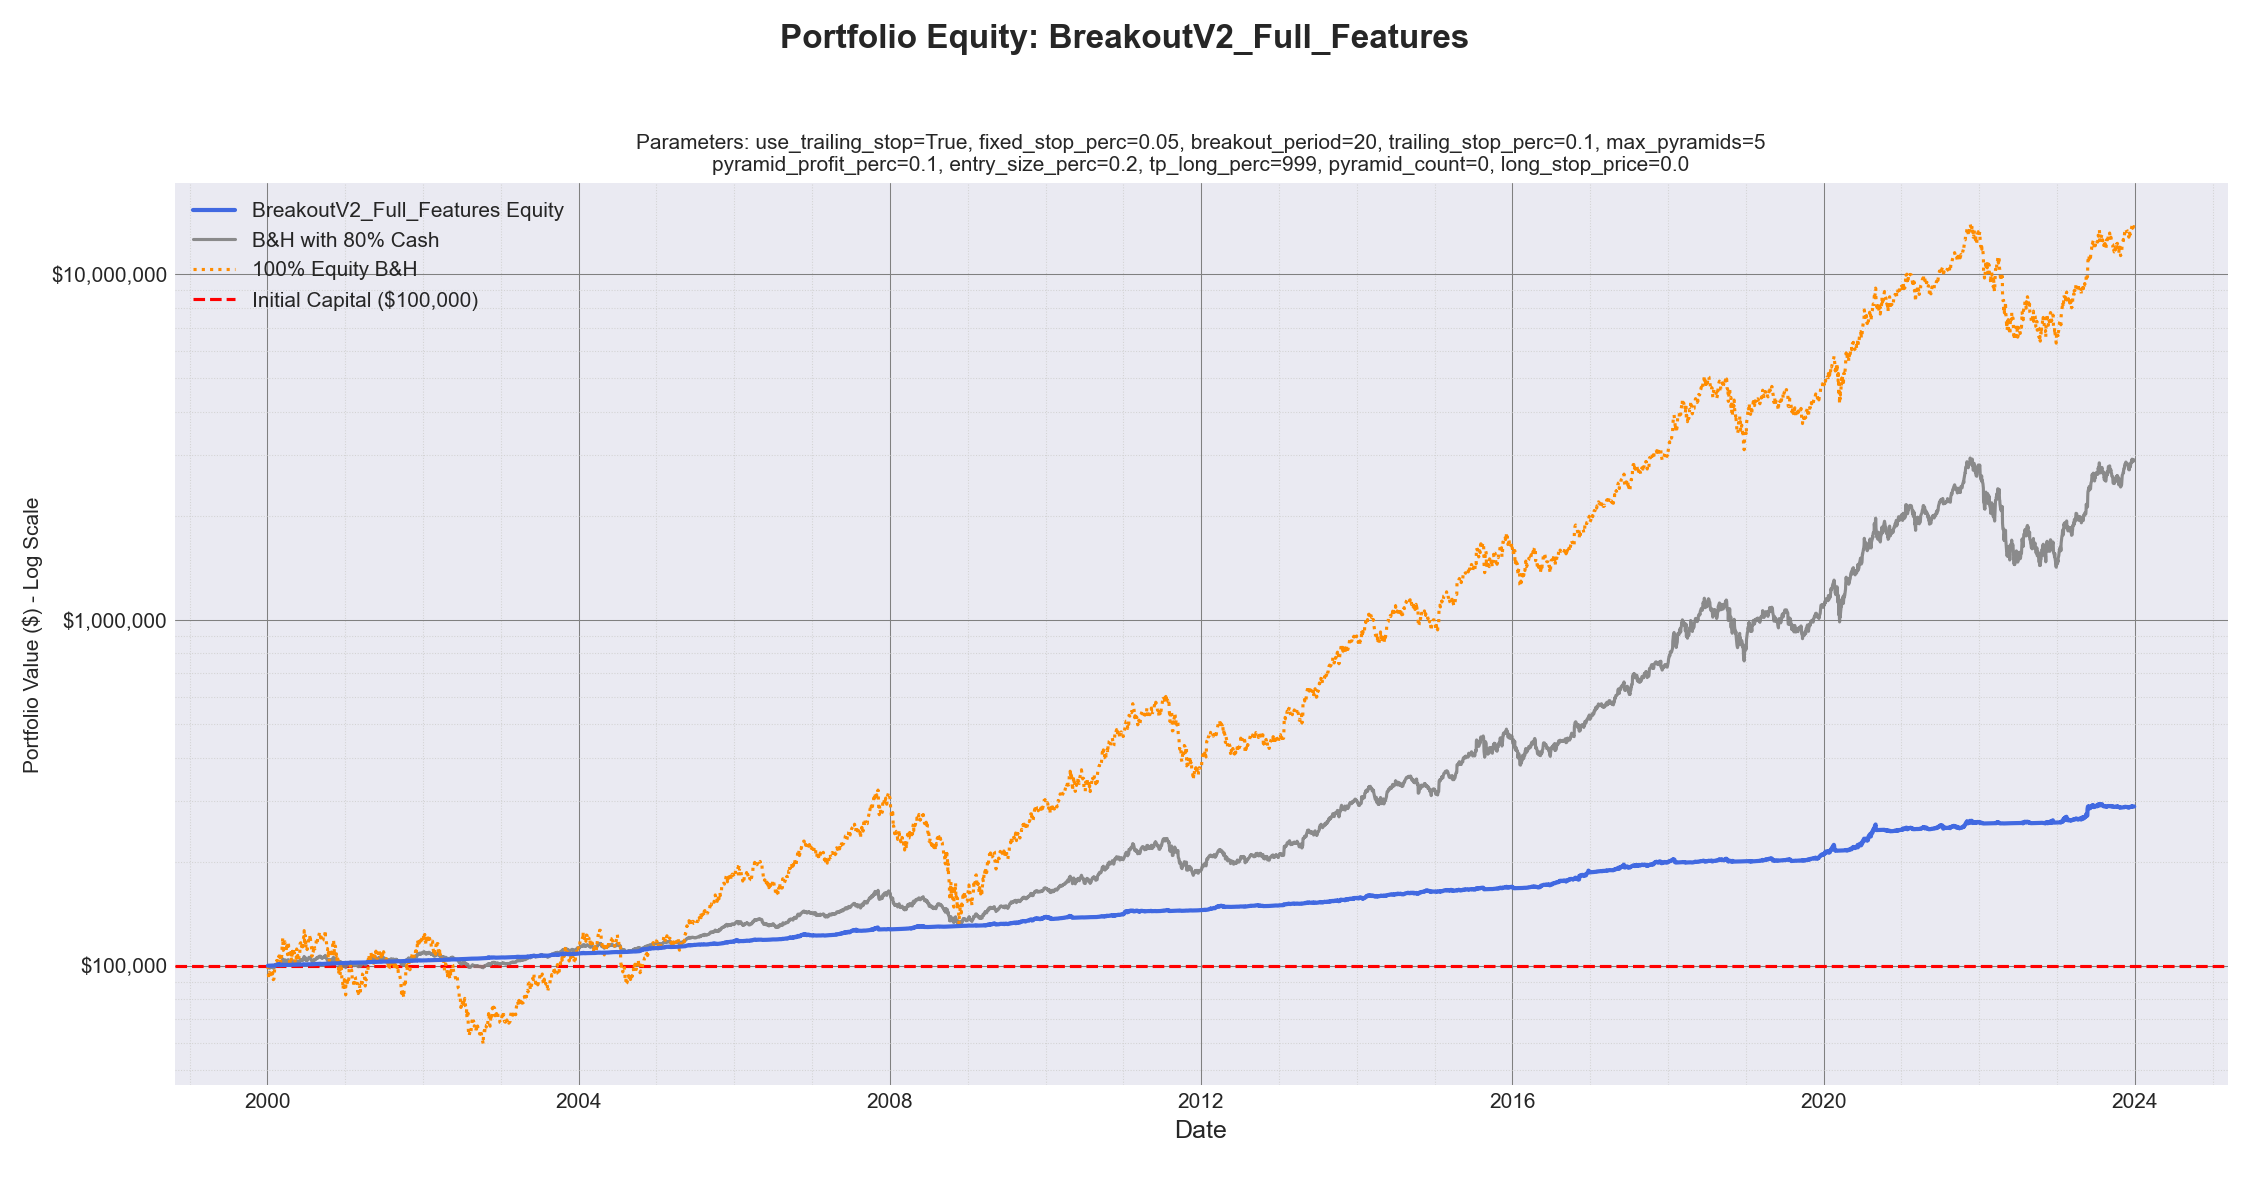 Portfolio Equity: BreakoutV2_Full_Features
Parameters: use_trailing_stop=True, fixed_stop_perc=0.05, breakout_period=20, trailing_stop_perc=0.1, max_pyramids=5
pyramid_profit_perc=0.1, entry_size_perc=0.2, tp_long_perc=999, pyramid_count=0, long_stop_price=0.0
BreakoutV2_Full_Features Equity
B&H with 80% Cash
100% Equity B&H
Initial Capital ($100,000)
Portfolio Value ($) - Log Scale
$10,000,000
$1,000,000
$100,000
2000
2004
2008
2012
2016
2020
2024
Date